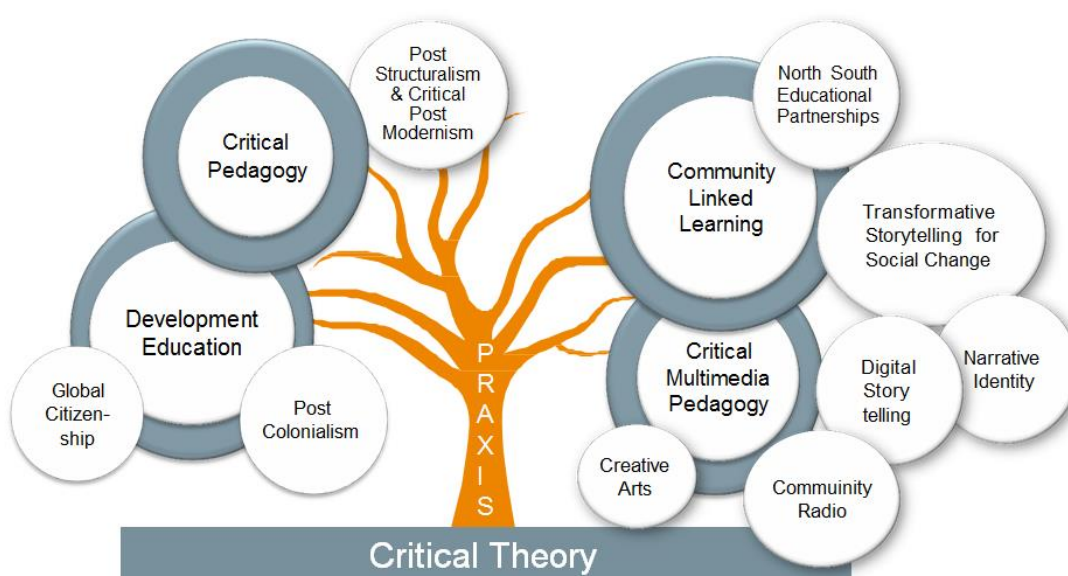 Post
Structuralism
& Critical
Post
Modernism
Critical
Pedagogy
Development
Education
Global
Citizen-
ship
Post
Colonialism
PRAXIS
North South
Educational
Partnerships
Community
Linked
Learning
Transformative
Storytelling for
Social Change
Critical
Multimedia
Pedagogy
Digital
Story
telling
Narrative
Identity
Creative
Arts
Commuinity
Radio
Critical Theory